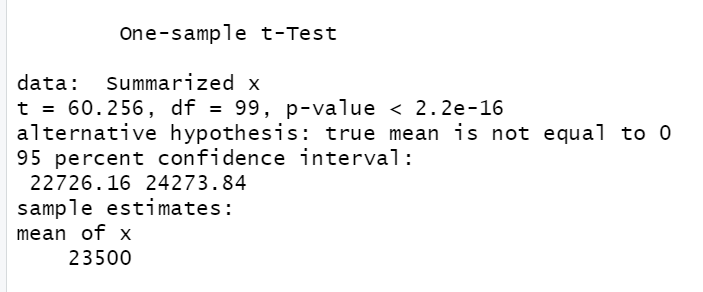 One-sample t-Test
data: Summarized x
t = 60.256, df = 99, p-value < 2.2e-16
alternative hypothesis: true mean is not equal to 0
95 percent confidence interval:
22726.16 24273.84
sample estimates:
mean of x
23500